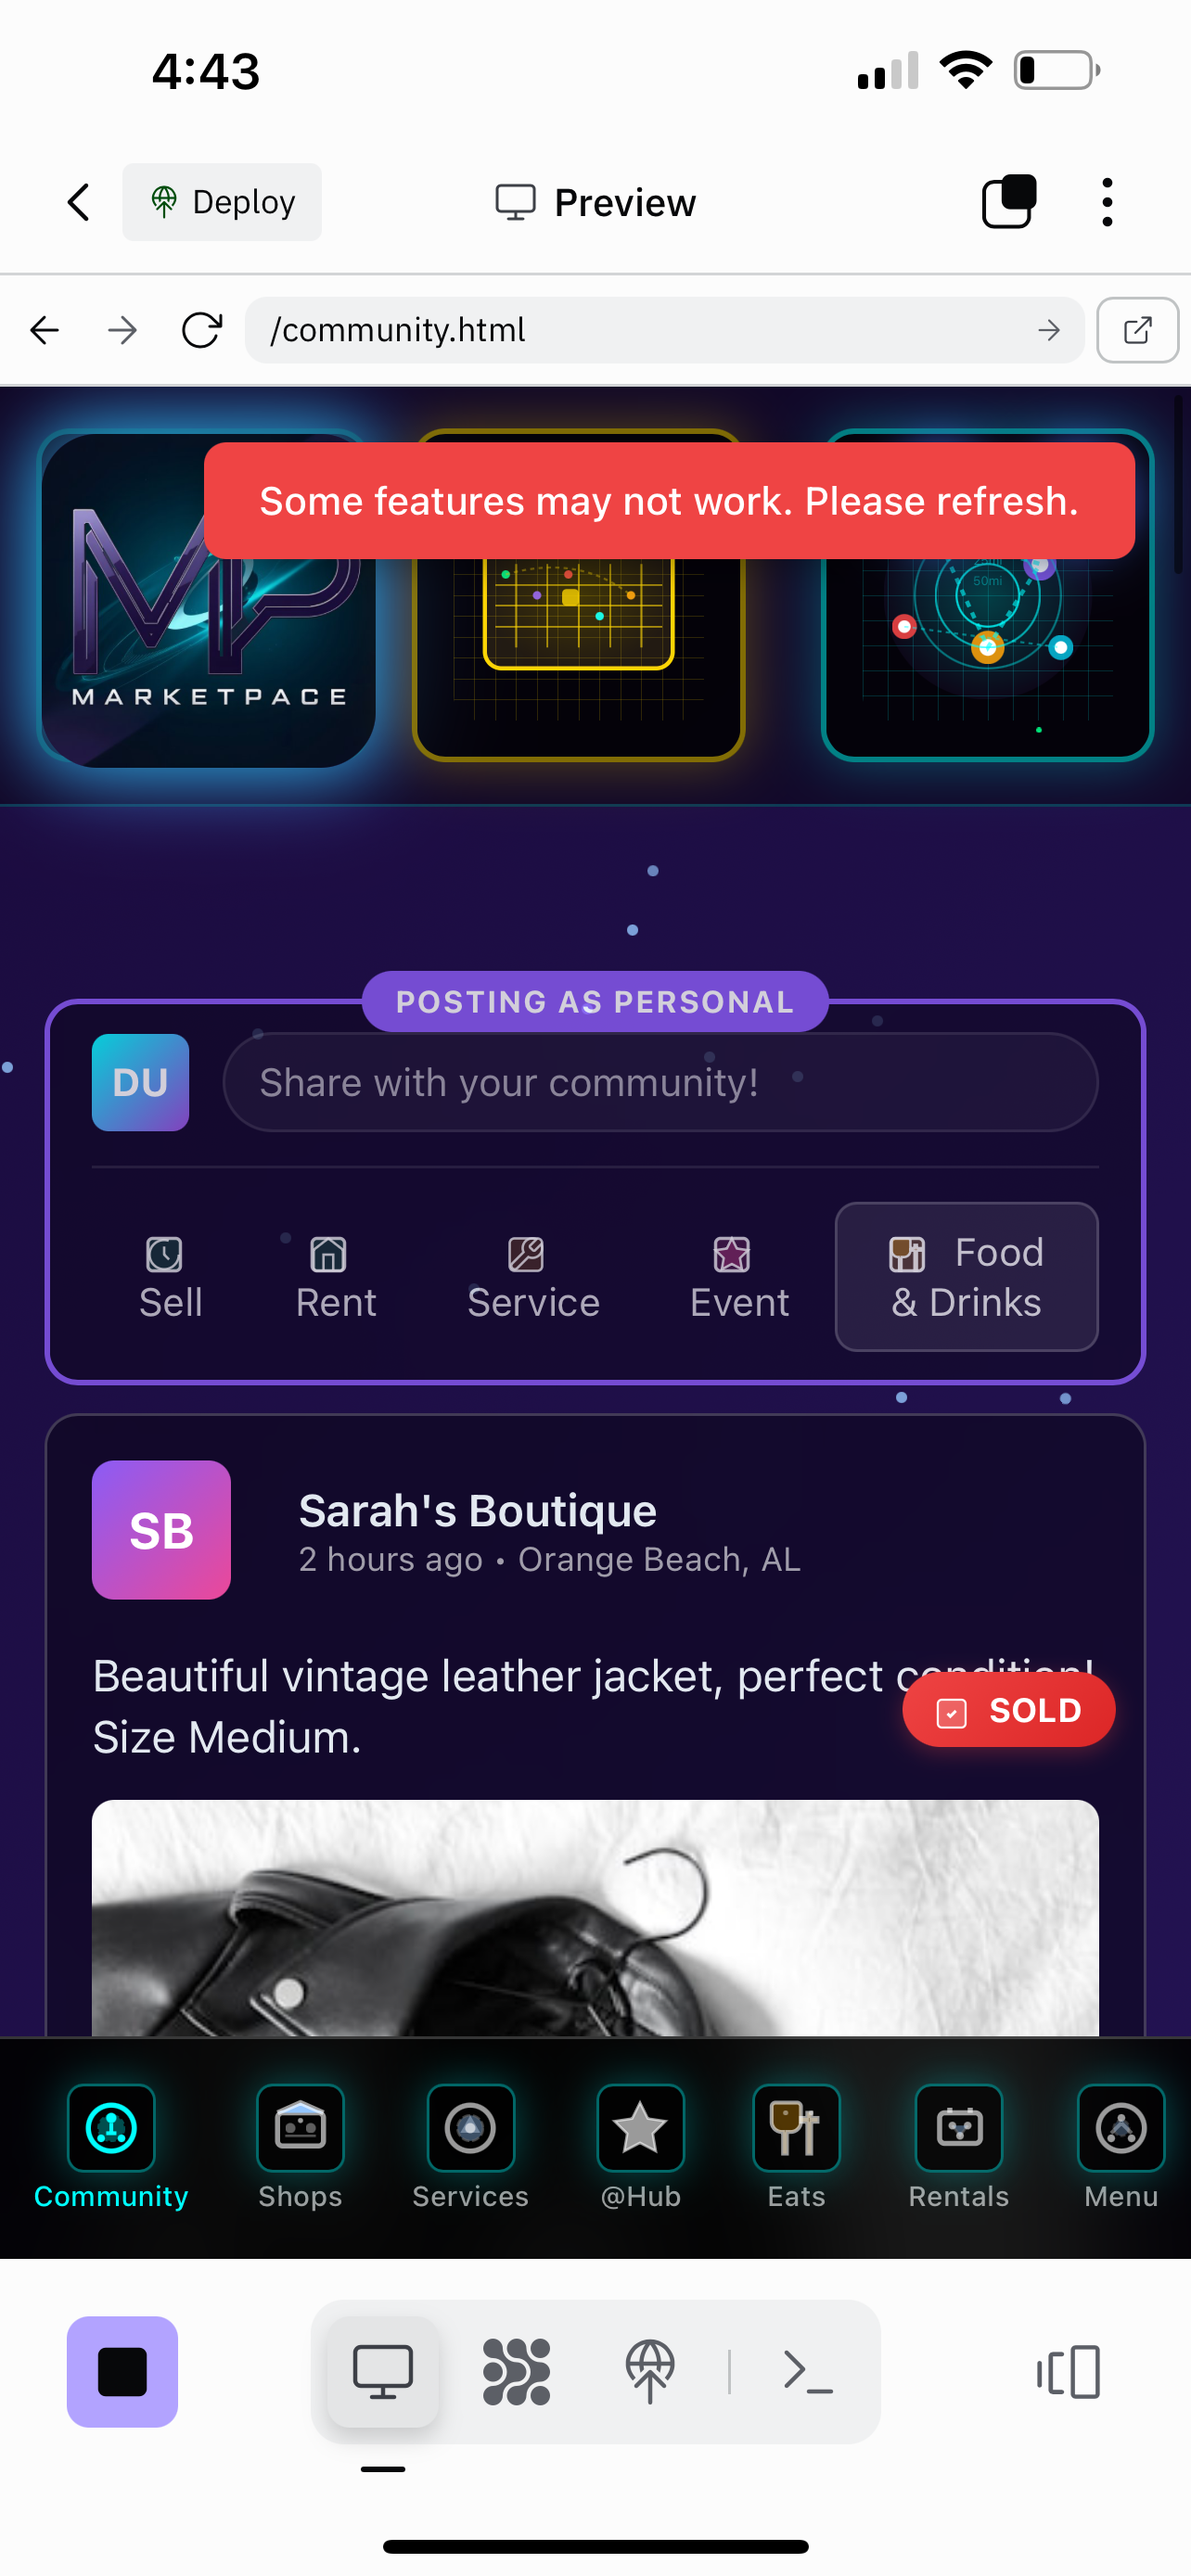 4:43
Deploy
Preview
/community.html
Some features may not work. Please refresh.
MP
MARKETPACE
50mi
POSTING AS PERSONAL
DU
Share with your community!
Sell
Rent
Service
Event
Food
& Drinks
SB
Sarah's Boutique
2 hours ago • Orange Beach, AL
Beautiful vintage leather jacket, perfect condition!
SOLD
Size Medium.
Community
Shops
Services
@Hub
Eats
Rentals
Menu